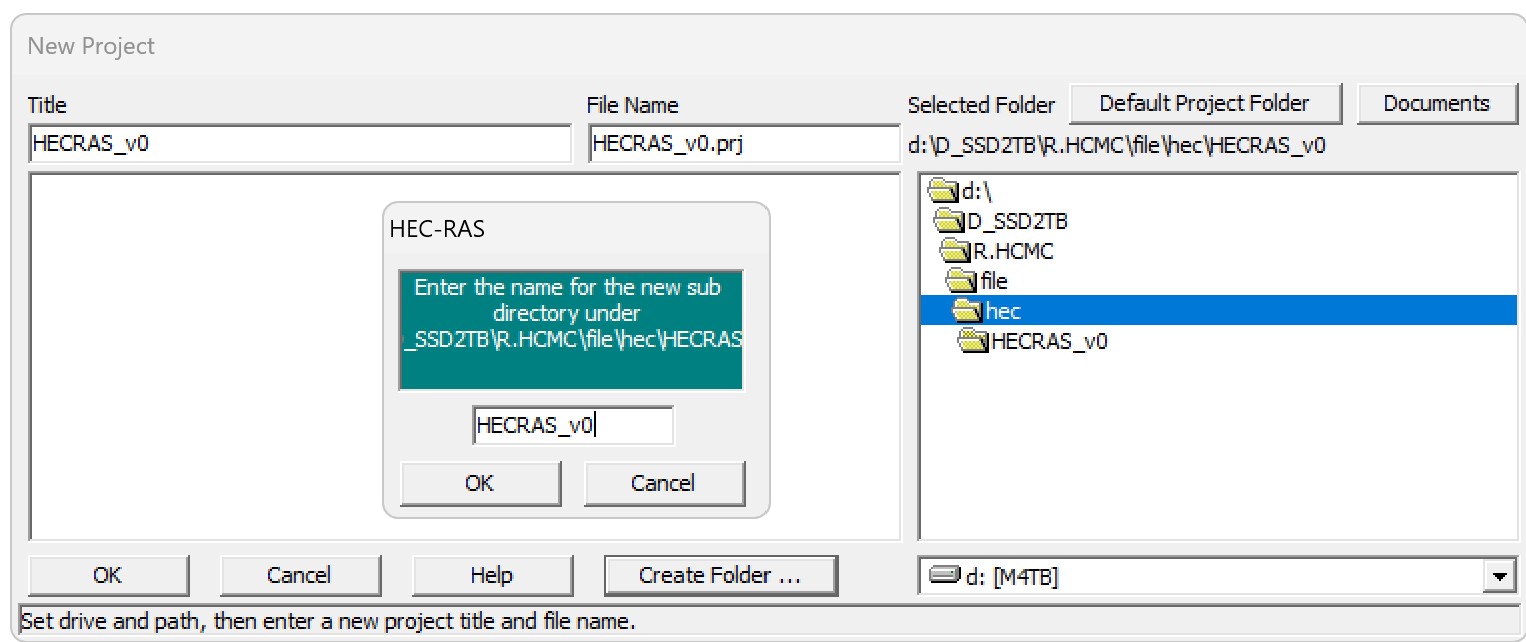 New Project
Title
File Name
Selected Folder
Default Project Folder
Documents
HECRAS_v0
HECRAS_v0.prj
d:\D_SSD2TB\R.HCMC\file\hec\HECRAS_v0
HEC-RAS
Enter the name for the new sub
directory under
_SSD2TB\R.HCMC\file\hec\HECRAS
HECRAS_v0
OK
Cancel
d:\
D_SSD2TB
R.HCMC
file
hec
HECRAS_v0
OK
Cancel
Help
Create Folder ...
d: [M4TB]
Set drive and path, then enter a new project title and file name.